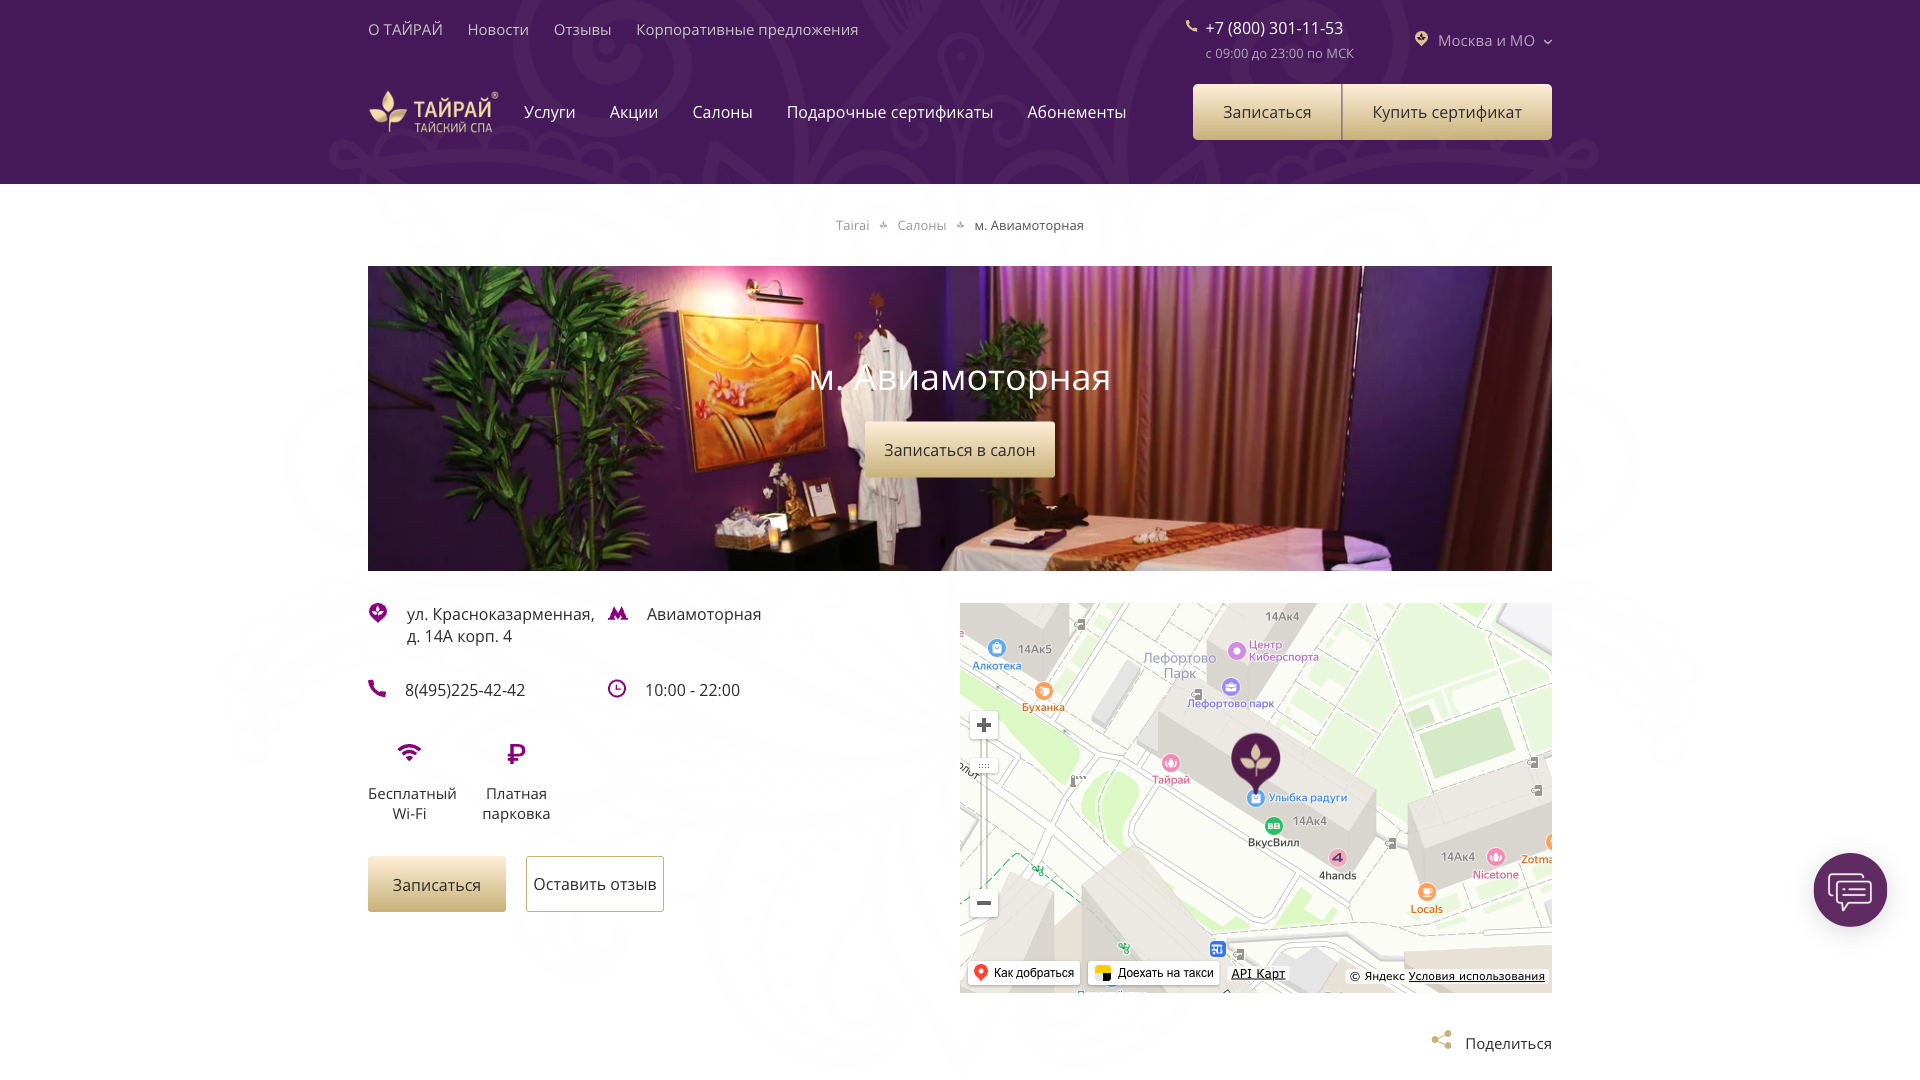 О ТАЙРАЙ Новости Отзывы Корпоративные предложения
+7 (800) 301-11-53
с 09:00 до 23:00 по МСК
Москва и МО
ТАЙРАЙ®
ТАЙСКИЙ СПА
Услуги Акции Салоны Подарочные сертификаты Абонементы
Записаться Купить сертификат
Tairai Салоны м. Авиамоторная
м. Авиамоторная
Записаться в салон
ул. Красноказарменная,
д. 14А корп. 4
Авиамоторная
8(495)225-42-42
10:00 - 22:00
Бесплатный
Wi-Fi
Платная
парковка
Записаться
Оставить отзыв
14Ак4
14Ак5
Алкотека
Центр
Киберспорта
Лефортово
Парк
Лефортово парк
Буханка
Тайрай
Улыбка радуги
14Ак4
ВкусВилл
4hands
14Ак4
Nicetone
Zotma
Locals
Как добраться
Доехать на такси
API Карт
© Яндекс Условия использования
Поделиться